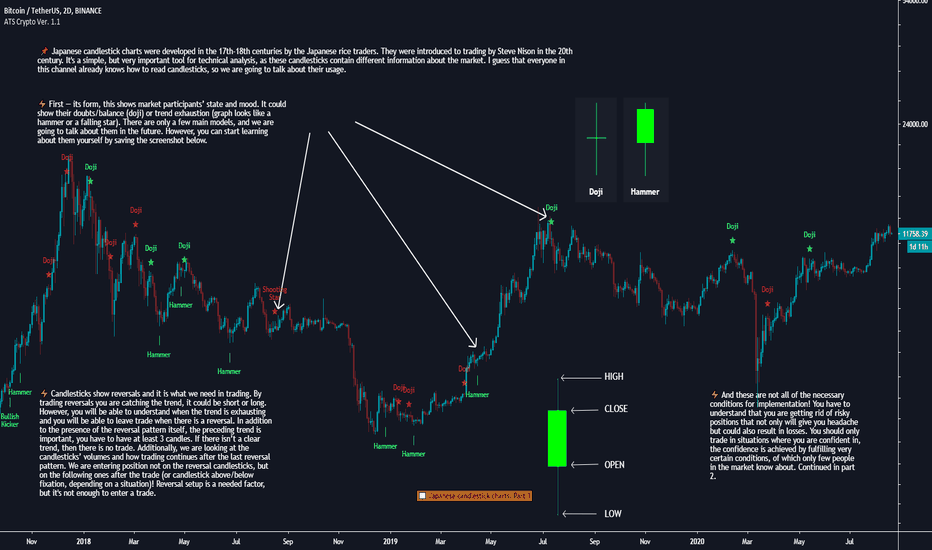 Bitcoin / TetherUS, 2D, BINANCE
ATS Crypto Ver. 1.1
Japanese candlestick charts were developed in the 17th-18th centuries by the Japanese rice traders. They were introduced to trading by Steve Nison in the 20th
century. It's a simple, but very important tool for technical analysis, as these candlesticks contain different information about the market. I guess that everyone in
this channel already knows how to read candlesticks, so we are going to talk about their usage.
First — its form, this shows market participants' state and mood. It could
show their doubts/balance (doji) or trend exhaustion (graph looks like a
hammer or a falling star). There are only a few main models, and we are
going to talk about them in the future. However, you can start learning
about them yourself by saving the screenshot below.
Doji
Hammer
24000.00
11758.39
1d 11h
Doji
Doji
Doji
Doji
Doji
Doji
Doji
Shooting
Star
Hammer
Hammer
Hammer
Hammer
Bullish
Kicker
Doji
Doji
Hammer
Hammer
Hammer
Doji
Doji
Doji
Doji
HIGH
CLOSE
OPEN
LOW
Candlesticks show reversals and it is what we need in trading. By
trading reversals you are catching the trend, it could be short or long.
However, you will be able to understand when the trend is exhausting
and you will be able to leave trade when there is a reversal. In addition
to the presence of the reversal pattern itself, the preceding trend is
important, you have to have at least 3 candles. If there isn't a clear
trend, then there is no trade. Additionally, we are looking at the
candlesticks' volumes and how trading continues after the last reversal
pattern. We are entering position not on the reversal candlesticks, but
on the following ones after the trade (or candlestick above/below
fixation, depending on a situation)! Reversal setup is a needed factor,
but it's not enough to enter a trade.
And these are not all of the necessary
conditions for implementation! You have to
understand that you are getting rid of risky
positions that not only will give you headache
but could also result in losses. You should only
trade in situations where you are confident in,
the confidence is achieved by fulfilling very
certain conditions, of which only few people
in the market know about. Continued in part
2.
Japanese candlestick charts. Part 1
Nov
2018
Mar
May
Jul
Sep
Nov
2019
Mar
May
Jul
Sep
Nov
2020
Mar
May
Jul